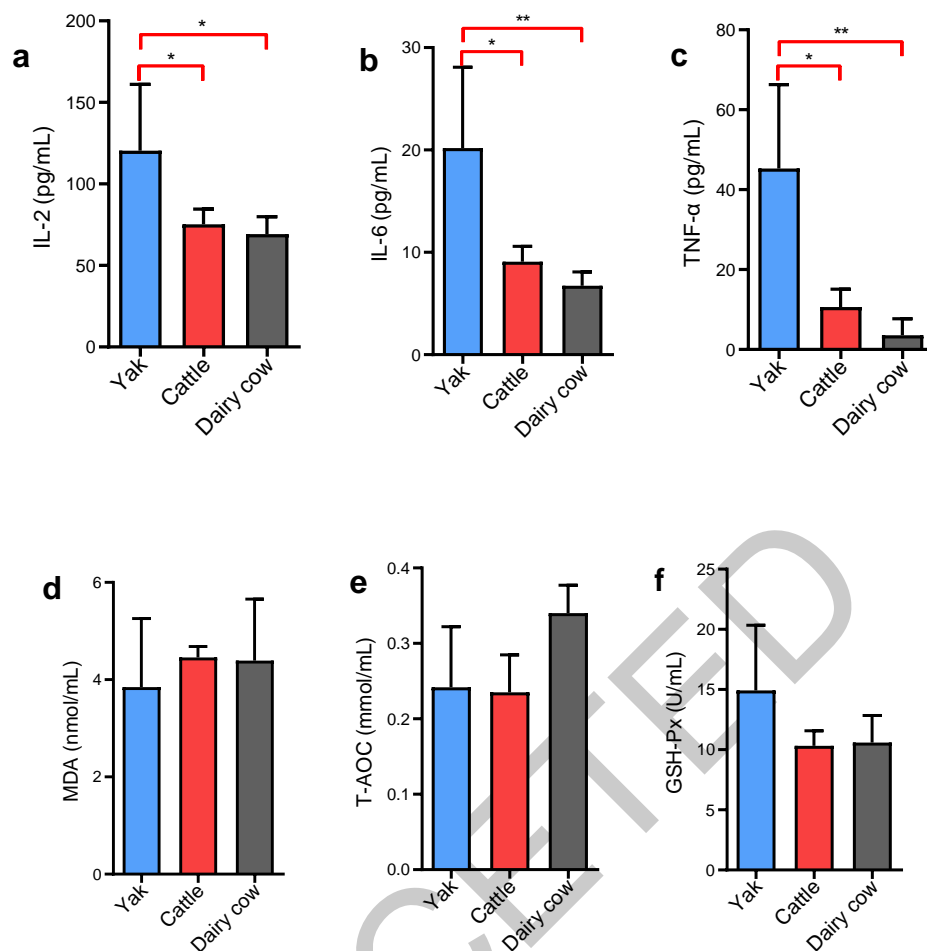 a
IL-2 (pg/mL)
200
150
100
50
0
*
*
Yak
Cattle
Dairy cow
b
IL-6 (pg/mL)
30
20
10
0
**
*
Yak
Cattle
Dairy cow
c
TNF-α (pg/mL)
80
60
40
20
0
**
*
Yak
Cattle
Dairy cow
d
MDA (nmol/mL)
6
4
2
0
Yak
Cattle
Dairy cow
e
T-AOC (mmol/mL)
0.4
0.3
0.2
0.1
0.0
Yak
Cattle
Dairy cow
f
GSH-Px (U/mL)
25
20
15
10
5
0
Yak
Cattle
Dairy cow